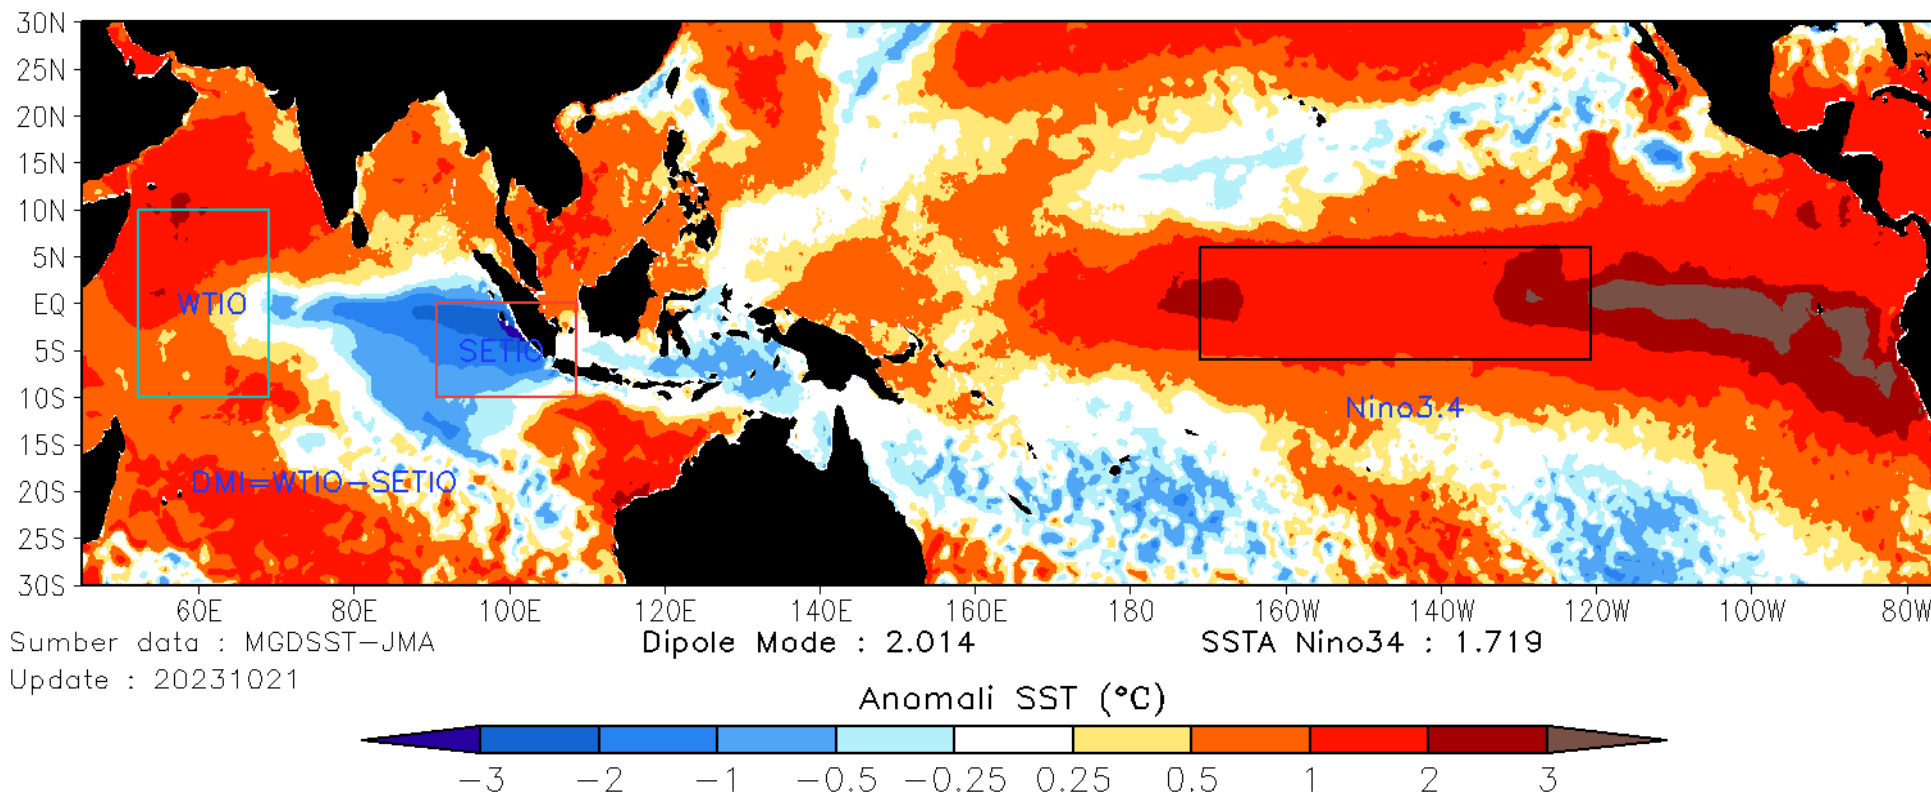 30N
25N
20N
15N
10N
5N
EQ
5S
10S
15S
20S
25S
30S
WTIO
SETIO
Nino3.4
DMI=WTIO−SETIO
60E 80E 100E 120E 140E 160E 180 160W 140W 120W 100W 80W
Sumber data : MGDSST−JMA
Dipole Mode : 2.014
SSTA Nino34 : 1.719
Update : 20231021
Anomali SST (°C)
−3 −2 −1 −0.5 −0.25 0.25 0.5 1 2 3